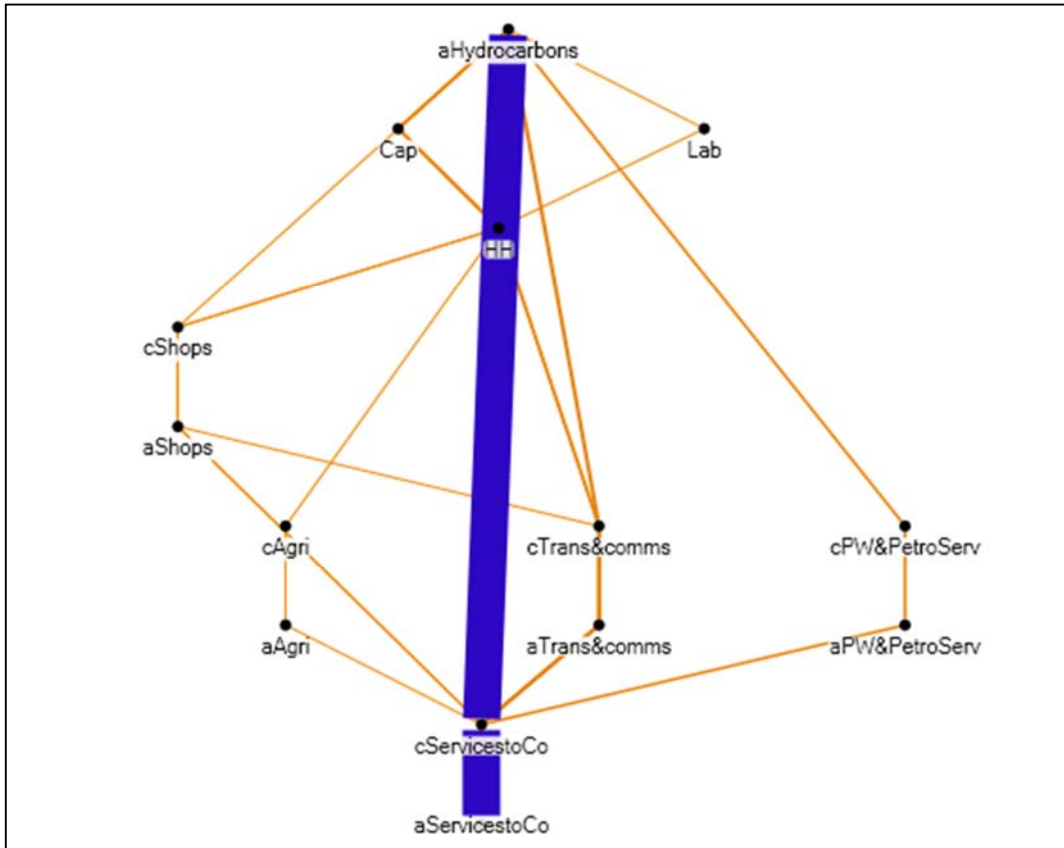 aHydrocarbons
Cap
Lab
HH
cShops
aShops
cAgri
cTrans&comms
cPW&PetroServ
aAgri
aTrans&comms
aPW&PetroServ
cServicestoCo
aServicestoCo